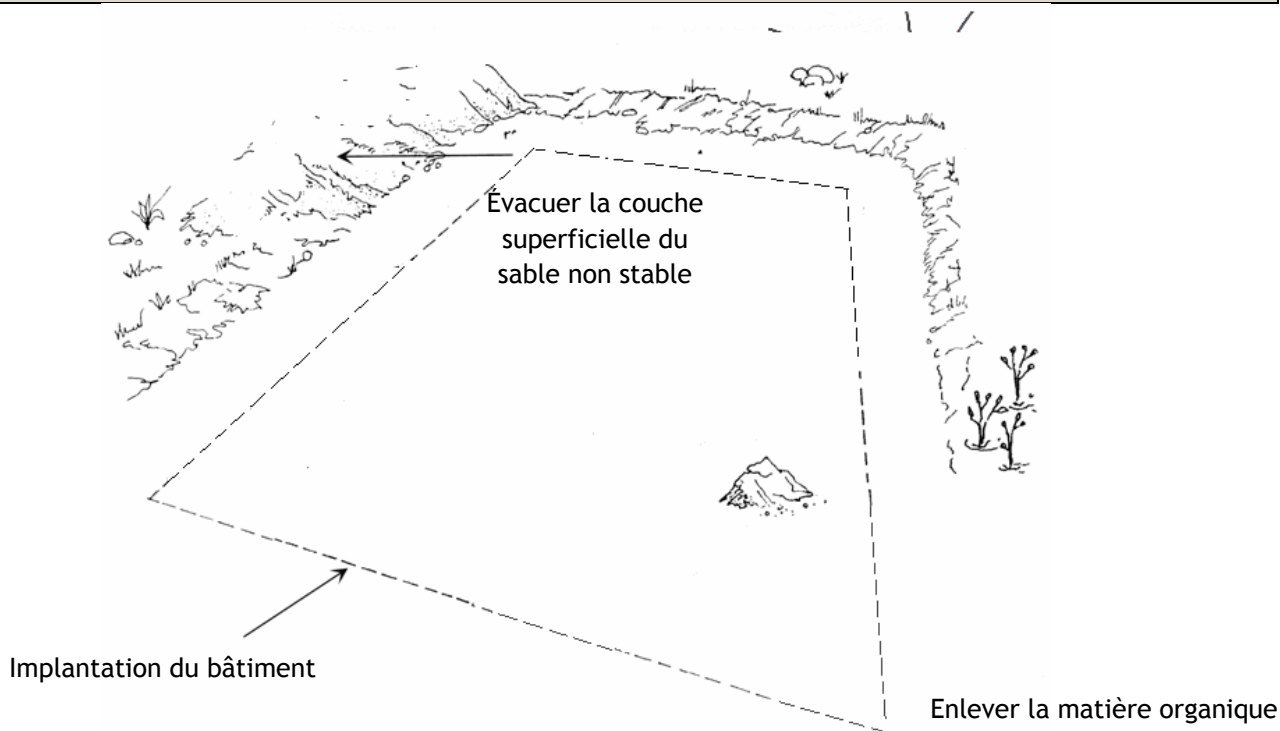 Évacuer la couche
superficielle du
sable non stable
Implantation du bâtiment
Enlever la matière organique